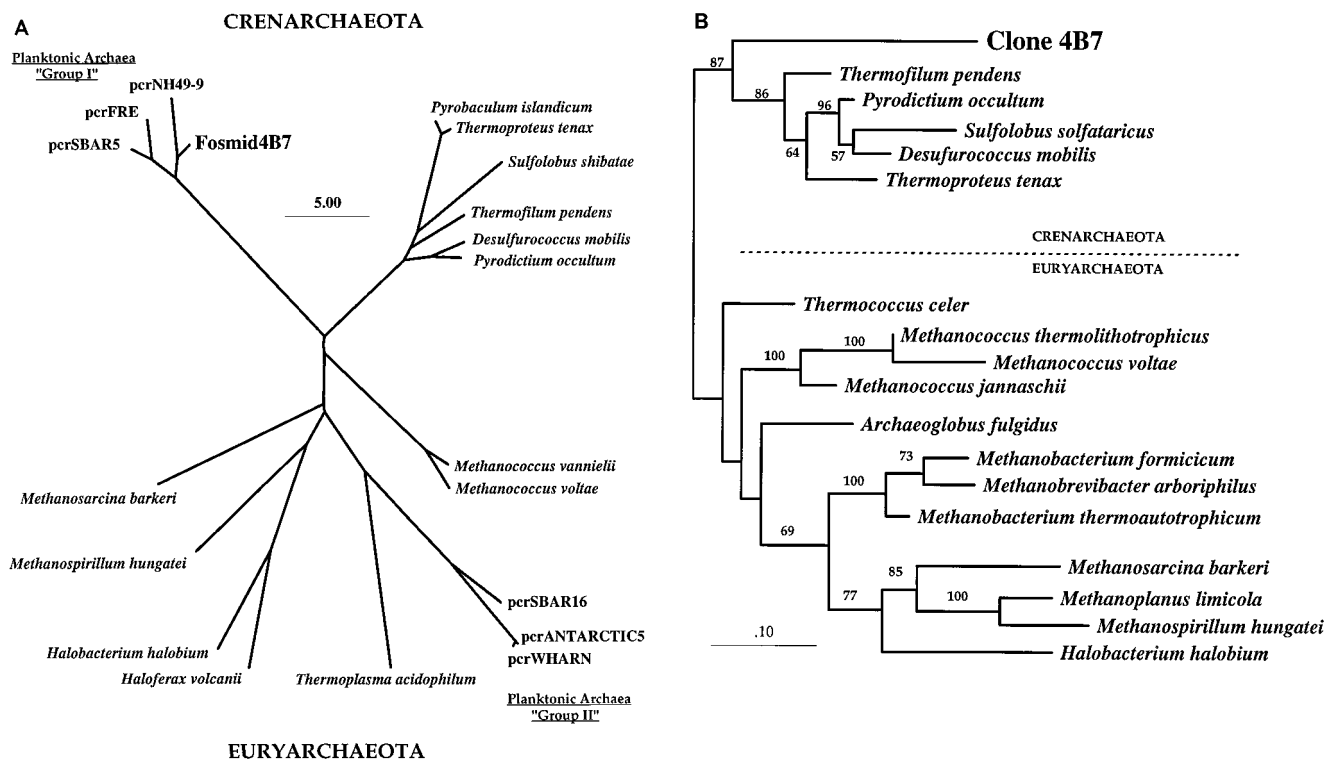 A
CRENARCHAEOTA
Planktonic Archaea
"Group I"
pcrNH49-9
pcrFRE
pcrSBAR5
Fosmid4B7
Pyrobaculum islandicum
Thermoproteus tenax
Sulfolobus shibatae
5.00
Thermofilum pendens
Desulfurococcus mobilis
Pyrodictium occultum
Methanococcus vannielii
Methanococcus voltae
Methanosarcina barkeri
Methanospirillum hungatei
pcrSBAR16
pcrANTARCTIC5
pcrWHARN
Halobacterium halobium
Haloferax volcanii
Thermoplasma acidophilum
Planktonic Archaea
"Group II"
EURYARCHAEOTA
B
Clone 4B7
87
Thermofilum pendens
86
Pyrodictium occultum
96
Sulfolobus solfataricus
57
Desufurococcus mobilis
64
Thermoproteus tenax
CRENARCHAEOTA
EURYARCHAEOTA
Thermococcus celer
Methanococcus thermolithotrophicus
100
100
Methanococcus voltae
Methanococcus jannaschii
Archaeoglobus fulgidus
73
Methanobacterium formicicum
100
Methanobrevibacter arboriphilus
Methanobacterium thermoautotrophicum
69
85
Methanosarcina barkeri
77
100
Methanoplanus limicola
Methanospirillum hungatei
.10
Halobacterium halobium